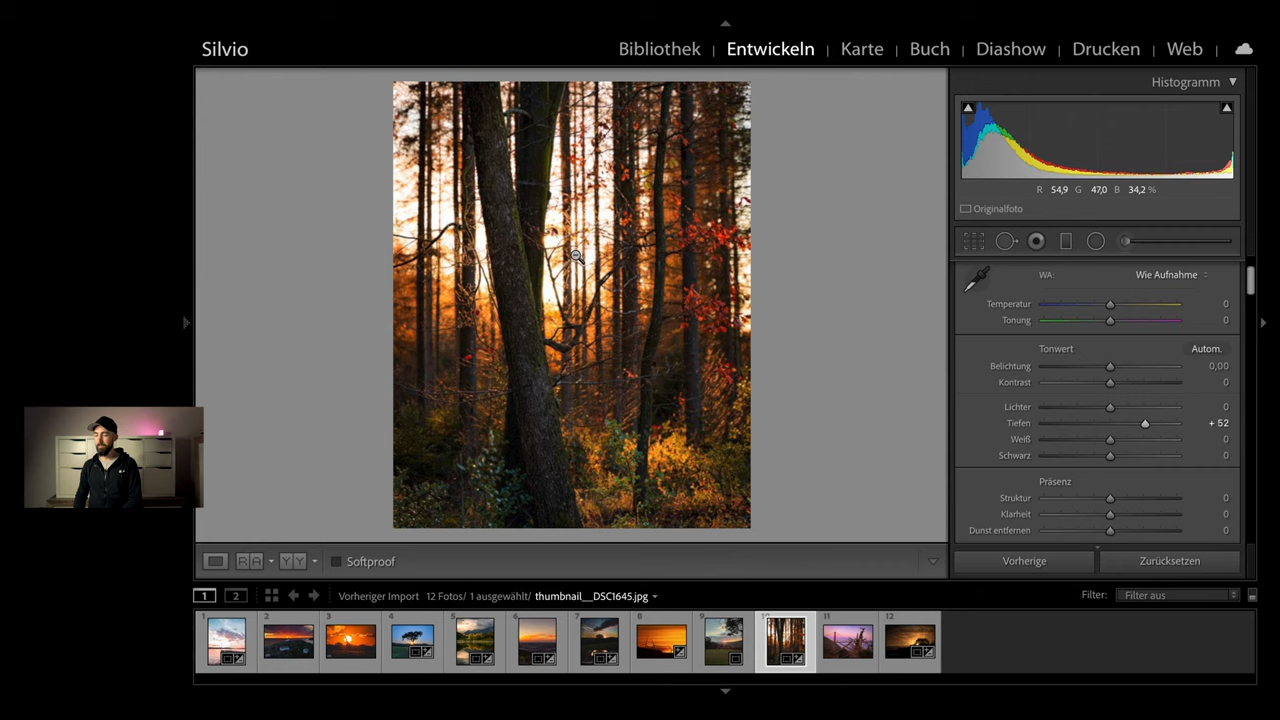 Silvio
Bibliothek | Entwickeln | Karte | Buch | Diashow | Drucken | Web |
Histogramm
R 54,9 G 47,0 B 34,2 %
Originalfoto
WA: Wie Aufnahme
Temperatur 0
Tonung 0
Tonwert Autom.
Belichtung 0,00
Kontrast 0
Lichter 0
Tiefen + 52
Weiß 0
Schwarz 0
Präsenz
Struktur 0
Klarheit 0
Dunst entfernen 0
R A Y Y Softproof
Vorherige Zurücksetzen
1 2 Vorheriger Import 12 Fotos/ 1 ausgewählt/ thumbnail__DSC1645.jpg
Filter: Filter aus
1 2 3 4 5 6 7 8 9 10 11 12